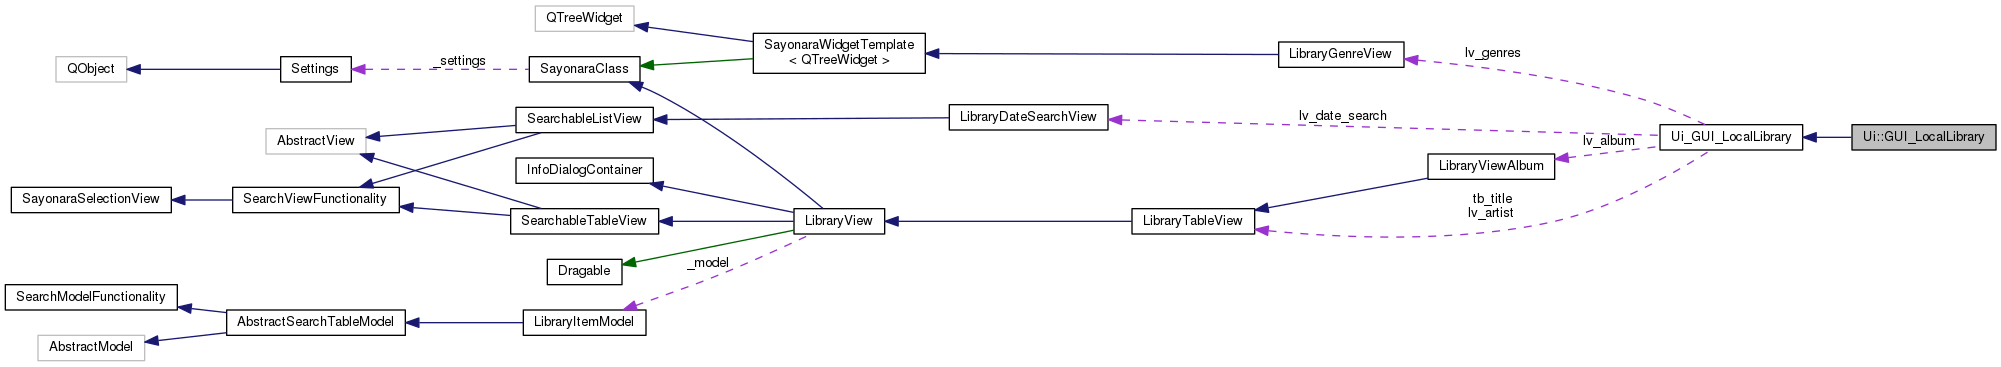 QTreeWidget
SayonaraWidgetTemplate
< QTreeWidget >
LibraryGenreView
lv_genres
QObject
Settings
_settings
SayonaraClass
SearchableListView
LibraryDateSearchView
lv_date_search
AbstractView
Ui_GUI_LocalLibrary
Ui::GUI_LocalLibrary
lv_album
InfoDialogContainer
LibraryViewAlbum
SayonaraSelectionView
SearchViewFunctionality
SearchableTableView
LibraryView
LibraryTableView
tb_title
lv_artist
Dragable
_model
SearchModelFunctionality
AbstractSearchTableModel
LibraryItemModel
AbstractModel